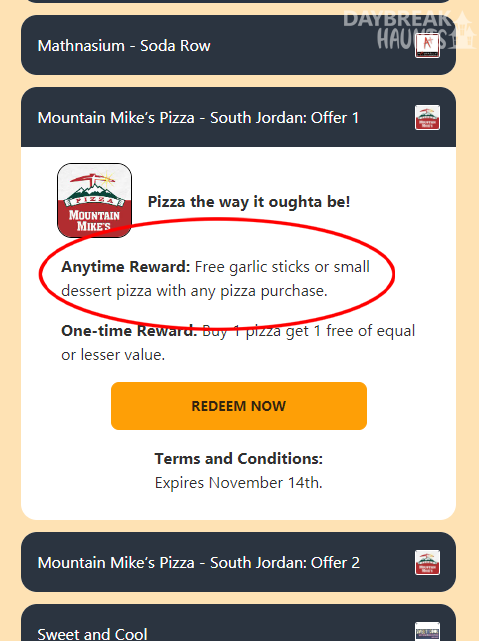 DAYBREAK
HAUNTS
Mathnasium - Soda Row
Mountain Mike's Pizza - South Jordan: Offer 1
PIZZA
MOUNTAIN
MIKE'S
Pizza the way it oughta be!
Anytime Reward: Free garlic sticks or small
dessert pizza with any pizza purchase.
One-time Reward: Buy 1 pizza get 1 free of equal
or lesser value.
REDEEM NOW
Terms and Conditions:
Expires November 14th.
Mountain Mike's Pizza - South Jordan: Offer 2
Sweet and Cool